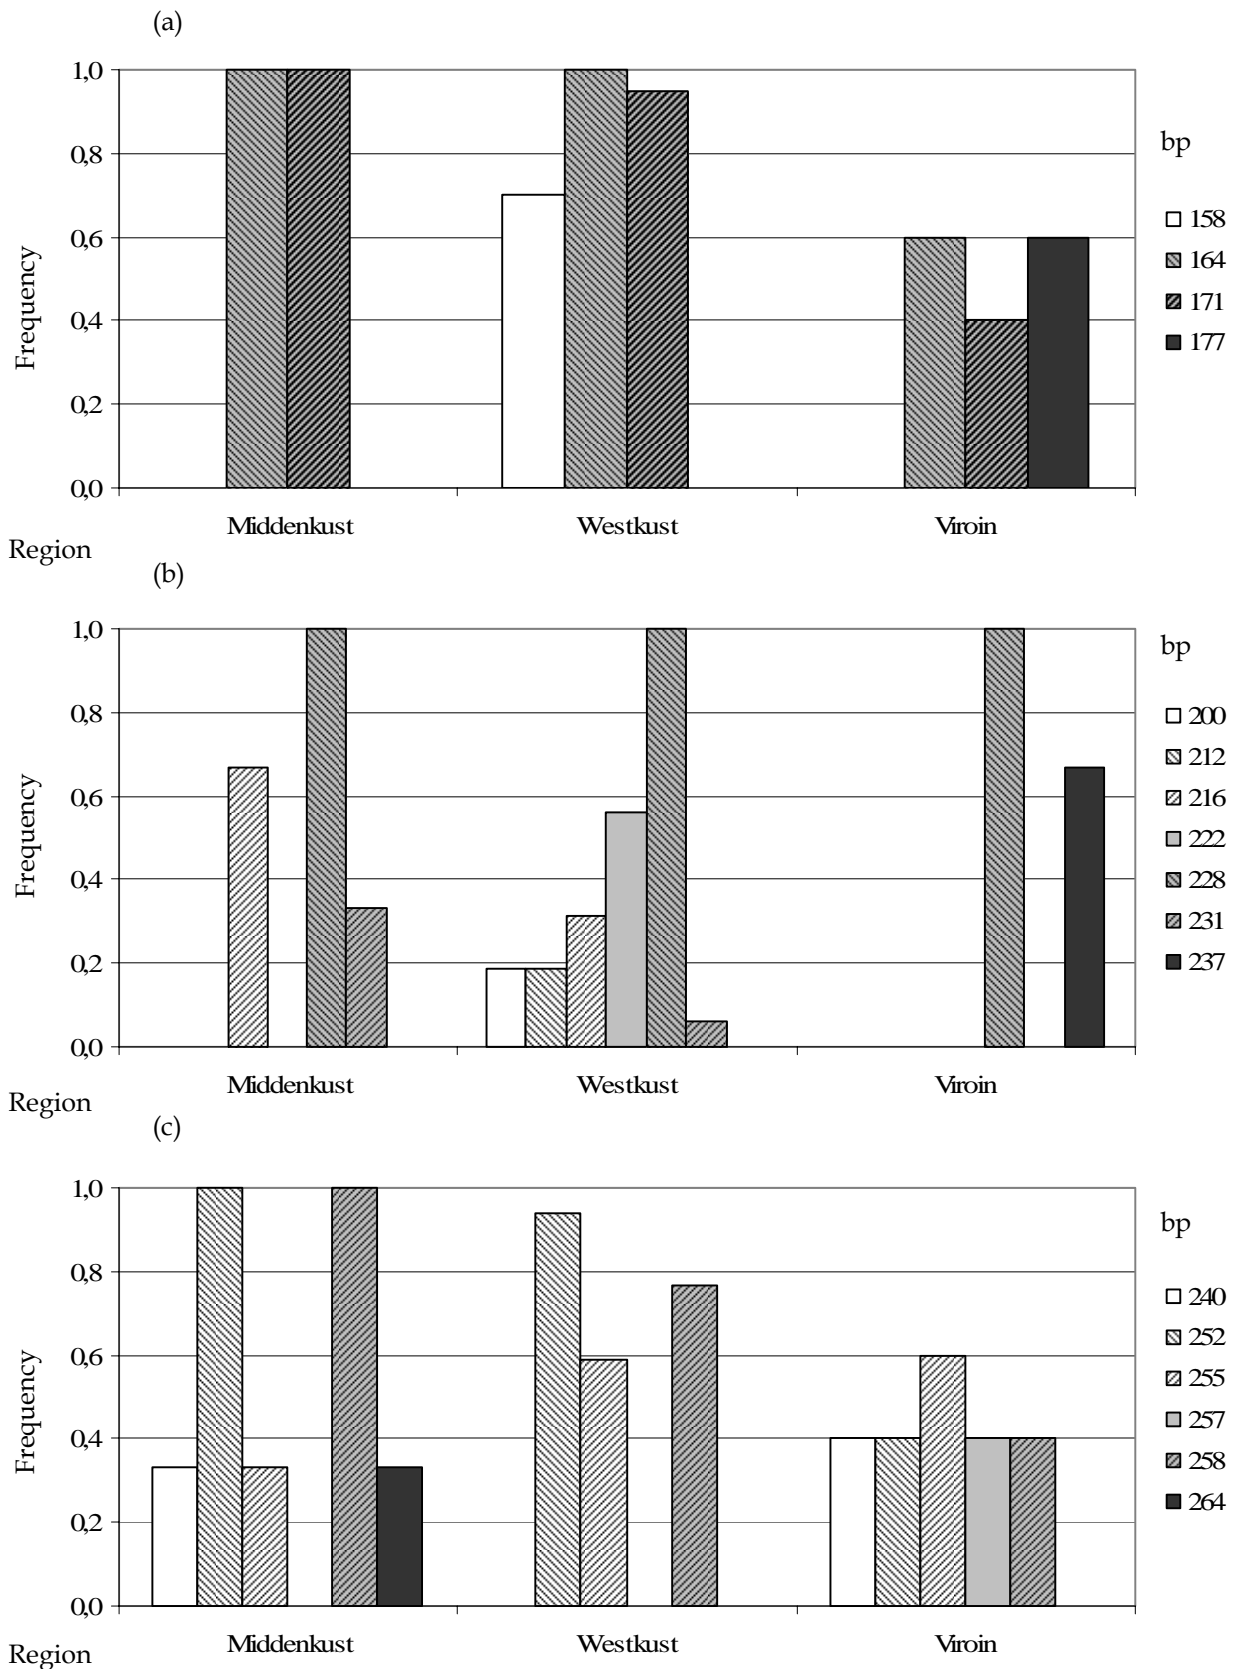 (a)
1,0
0,8
0,6
0,4
0,2
0,0
Frequency
Middenkust Westkust Viroin
Region
bp
158
164
171
177
(b)
1,0
0,8
0,6
0,4
0,2
0,0
Frequency
Middenkust Westkust Viroin
Region
bp
200
212
216
222
228
231
237
(c)
1,0
0,8
0,6
0,4
0,2
0,0
Frequency
Middenkust Westkust Viroin
Region
bp
240
252
255
257
258
264